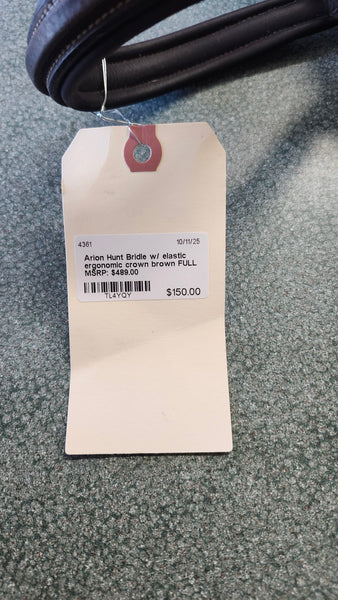 4361 10/11/25
Arion Hunt Bridle w/ elastic
ergonomic crown brown FULL
MSRP: $489.00
TL4YQY $150.00